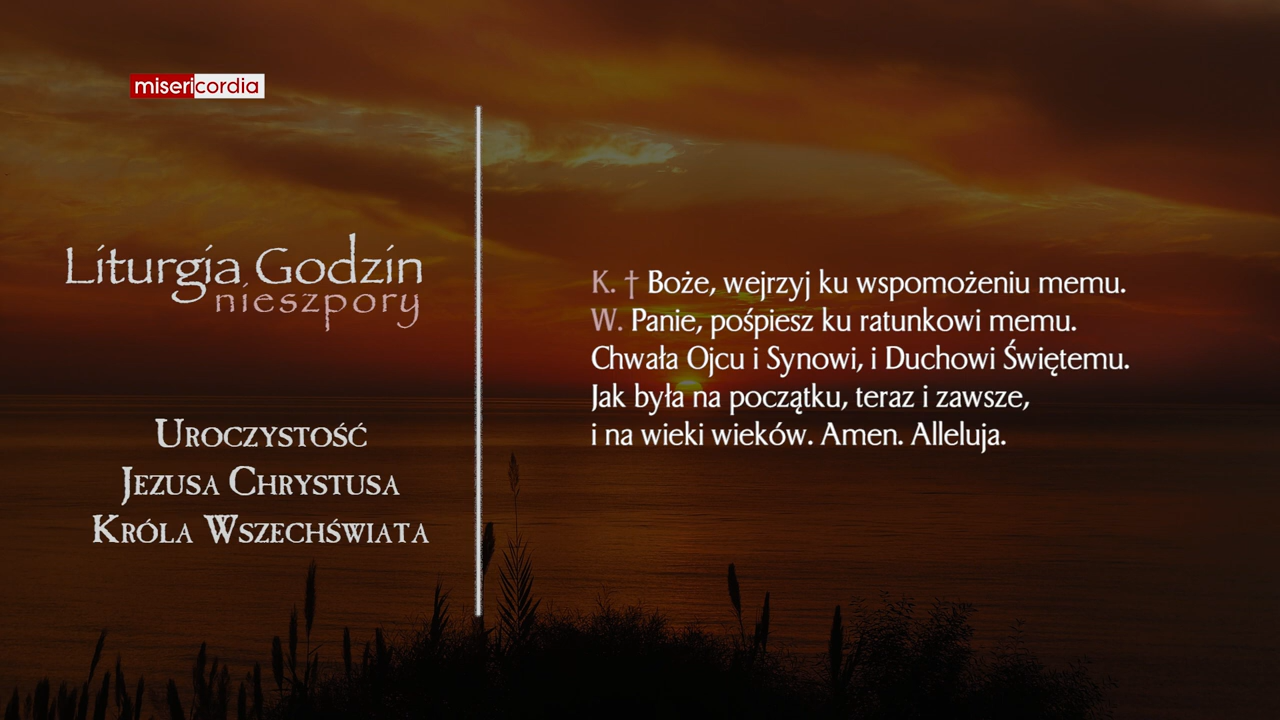 misericordia
Liturgia Godzin
nieszpory
Uroczystość
Jezusa Chrystusa
Króla Wszechświata
K. † Boże, wejrzyj ku wspomożeniu memu.
W. Panie, pośpiesz ku ratunkowi memu.
Chwała Ojcu i Synowi, i Duchowi Świętemu.
Jak była na początku, teraz i zawsze,
i na wieki wieków. Amen. Alleluja.